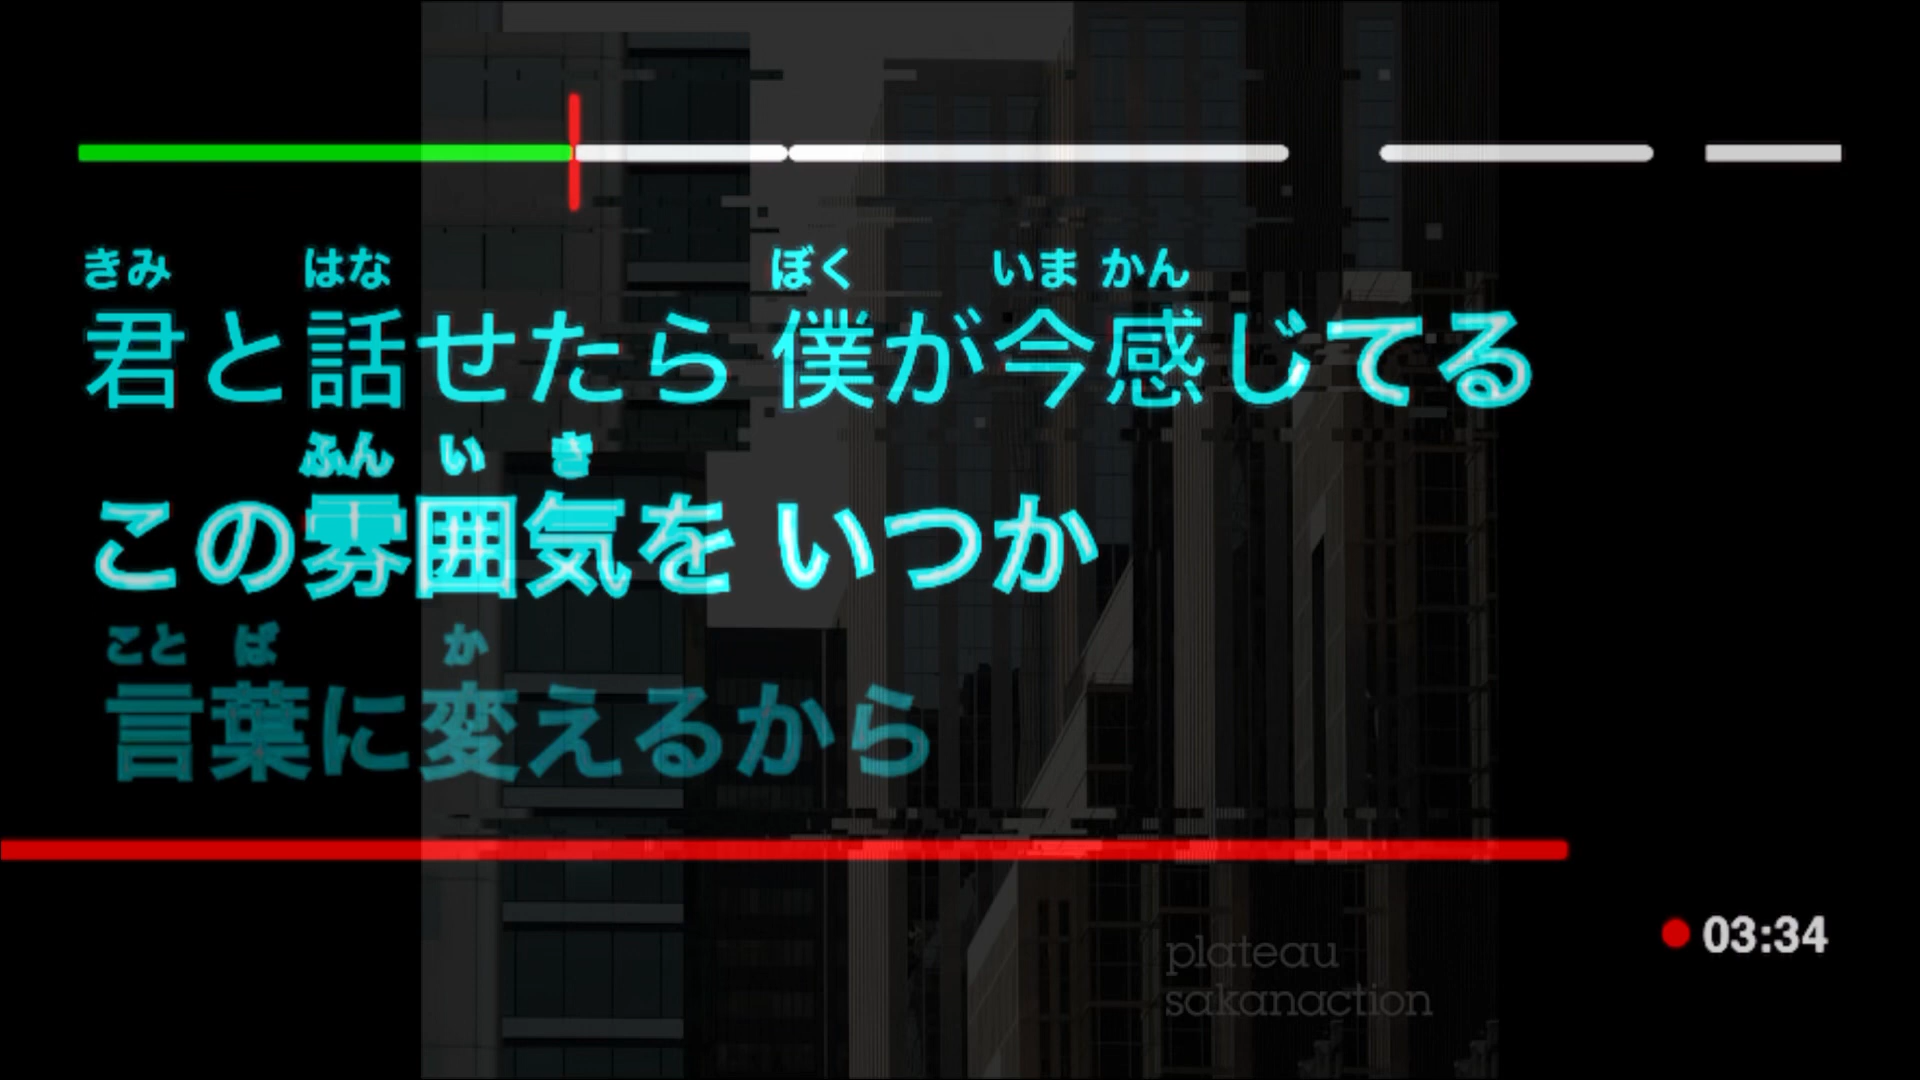 きみ はな ぼく いま かん
君と話せたら 僕が今感じてる
ふん い き
この雰囲気を いつか
こと ば か
言葉に変えるから
03:34
plateau
sakanaction